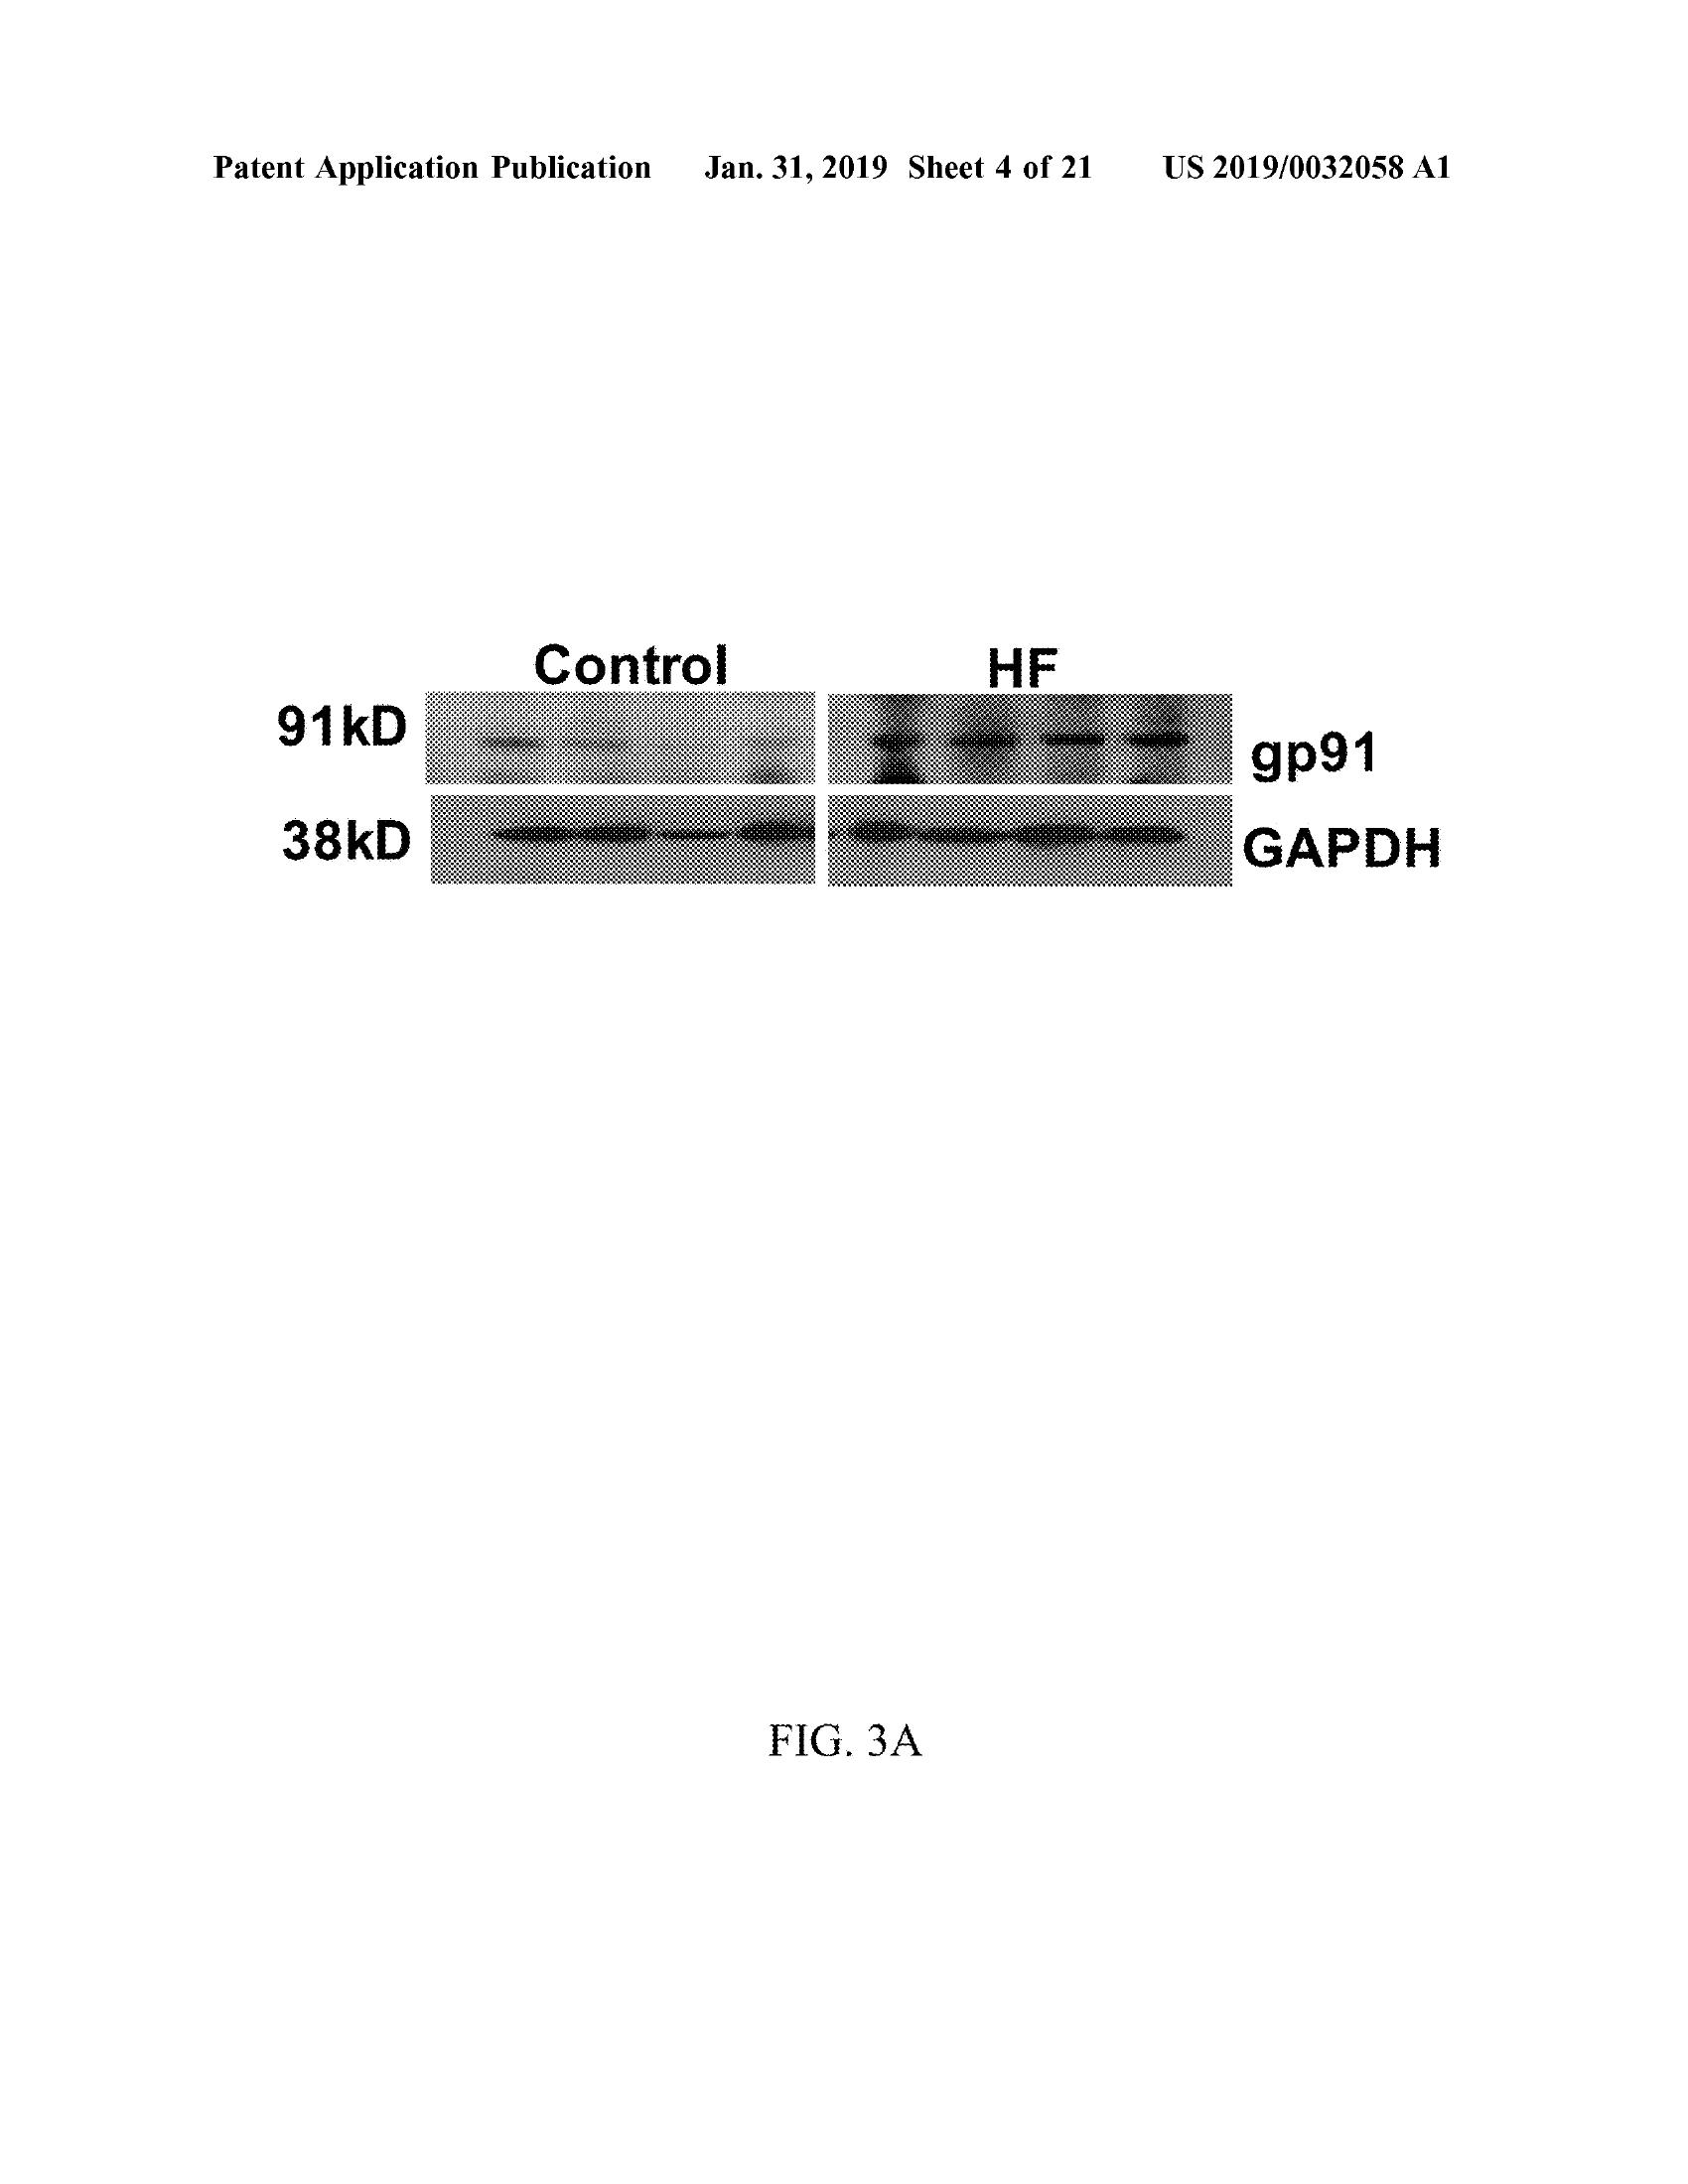 Patent Application Publication Jan. 31, 2019 Sheet 4 of 21 US 2019/0032058 A1
Control HF
91kD gp91
38kD GAPDH
FIG. 3A